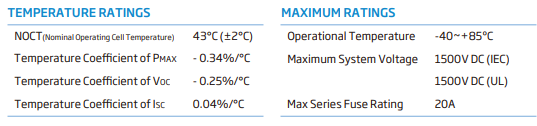 TEMPERATURE RATINGS
NOCT(Nominal Operating Cell Temperature) 43°C (±2°C)
Temperature Coefficient of PMAX - 0.34%/°C
Temperature Coefficient of VOC - 0.25%/°C
Temperature Coefficient of ISC 0.04%/°C
MAXIMUM RATINGS
Operational Temperature -40~+85°C
Maximum System Voltage 1500V DC (IEC)
1500V DC (UL)
Max Series Fuse Rating 20A